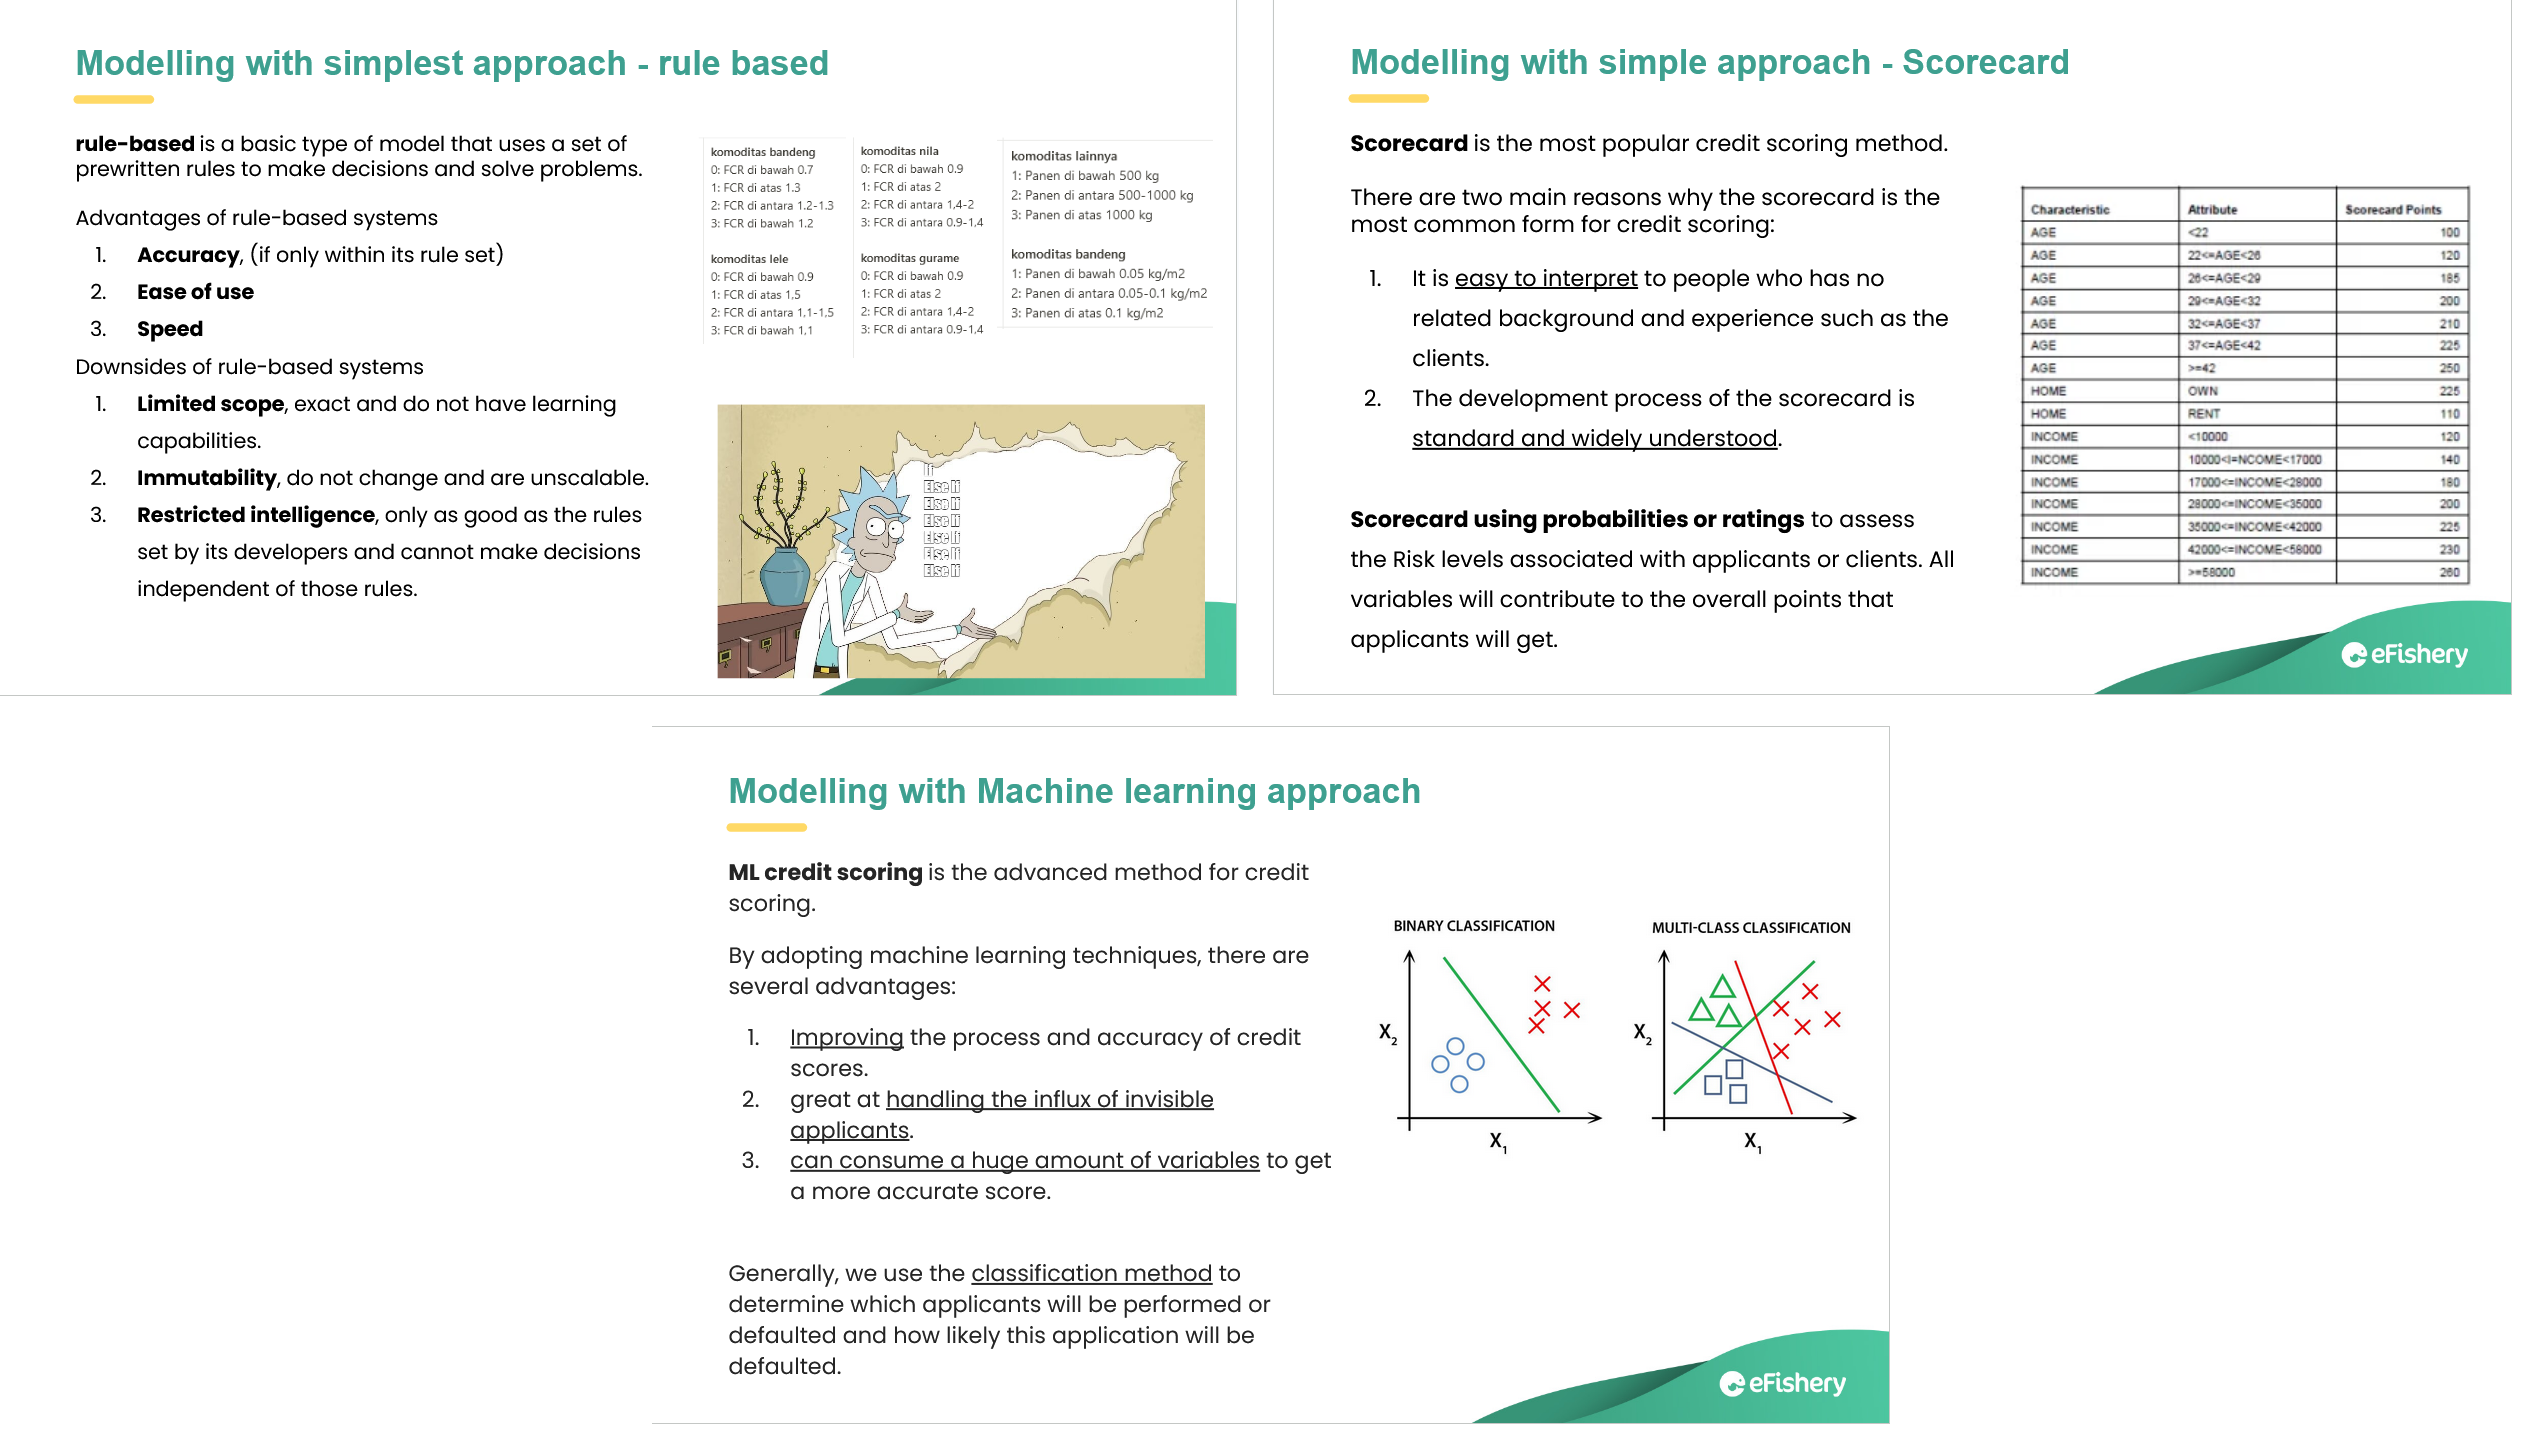 Modelling with simplest approach - rule based
rule-based is a basic type of model that uses a set of
prewritten rules to make decisions and solve problems.
Advantages of rule-based systems
1. Accuracy, (if only within its rule set)
2. Ease of use
3. Speed
Downsides of rule-based systems
1. Limited scope, exact and do not have learning
capabilities.
2. Immutability, do not change and are unscalable.
3. Restricted intelligence, only as good as the rules
set by its developers and cannot make decisions
independent of those rules.
komoditas bandeng
0: FCR di bawah 0.7
1: FCR di atas 1.3
2: FCR di antara 1.2-1.3
3: FCR di bawah 1.2
komoditas lele
0: FCR di bawah 0.9
1: FCR di atas 1,5
2: FCR di antara 1,1-1,5
3: FCR di bawah 1,1
komoditas nila
0: FCR di bawah 0.9
1: FCR di atas 2
2: FCR di antara 1,4-2
3: FCR di antara 0.9-1,4
komoditas gurame
0: FCR di bawah 0.9
1: FCR di atas 2
2: FCR di antara 1,4-2
3: FCR di antara 0.9-1,4
komoditas lainnya
1: Panen di bawah 500 kg
2: Panen di antara 500-1000 kg
3: Panen di atas 1000 kg
komoditas bandeng
1: Panen di bawah 0.05 kg/m2
2: Panen di antara 0.05-0.1 kg/m2
3: Panen di atas 0.1 kg/m2
If
Else If
Else If
Else If
Else If
Else If
Else If
Modelling with simple approach - Scorecard
Scorecard is the most popular credit scoring method.
There are two main reasons why the scorecard is the
most common form for credit scoring:
1. It is easy to interpret to people who has no
related background and experience such as the
clients.
2. The development process of the scorecard is
standard and widely understood.
Scorecard using probabilities or ratings to assess
the Risk levels associated with applicants or clients. All
variables will contribute to the overall points that
applicants will get.
Characteristic Attribute Scorecard Points
AGE <22 100
AGE 22<=AGE<26 120
AGE 26<=AGE<29 185
AGE 29<=AGE<32 200
AGE 32<=AGE<37 210
AGE 37<=AGE<42 225
AGE >=42 250
HOME OWN 225
HOME RENT 110
INCOME <10000 120
INCOME 10000<I=NCOME<17000 140
INCOME 17000<=INCOME<28000 180
INCOME 28000<=INCOME<35000 200
INCOME 35000<=INCOME<42000 225
INCOME 42000<=INCOME<58000 230
INCOME >=58000 260
eFishery
Modelling with Machine learning approach
ML credit scoring is the advanced method for credit
scoring.
By adopting machine learning techniques, there are
several advantages:
1. Improving the process and accuracy of credit
scores.
2. great at handling the influx of invisible
applicants.
3. can consume a huge amount of variables to get
a more accurate score.
Generally, we use the classification method to
determine which applicants will be performed or
defaulted and how likely this application will be
defaulted.
BINARY CLASSIFICATION
X2
X1
MULTI-CLASS CLASSIFICATION
X2
X1
eFishery